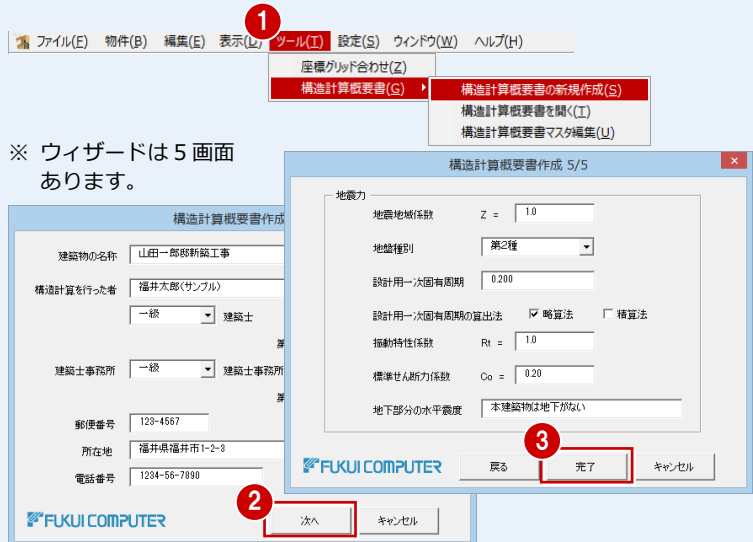 1
ファイル(F) 物件(B) 編集(E) 表示(D) ツール(T) 設定(S) ウィンドウ(W) ヘルプ(H)
座標グリッド合わせ(Z)
構造計算概要書(G)
構造計算概要書の新規作成(S)
構造計算概要書を開く(T)
構造計算概要書マスタ編集(U)
※ ウィザードは5画面
あります。
構造計算概要書作成
建築物の名称 山田一郎邸新築工事
構造計算を行った者 福井太郎(サンプル)
一級 建築士
第
建築士事務所 一級 建築士事務所
第
郵便番号 123-4567
所在地 福井県福井市1-2-3
電話番号 1234-56-7890
2
FUKUI COMPUTER 次へ キャンセル
構造計算概要書作成 5/5
×
地震力
地震地域係数 Z = 1.0
地盤種別 第2種
設計用一次固有周期 0.200
設計用一次固有周期の算出法 略算法 精算法
振動特性係数 Rt = 1.0
標準せん断力係数 Co = 0.20
地下部分の水平震度 本建築物は地下がない
3
FUKUI COMPUTER 戻る 完了 キャンセル